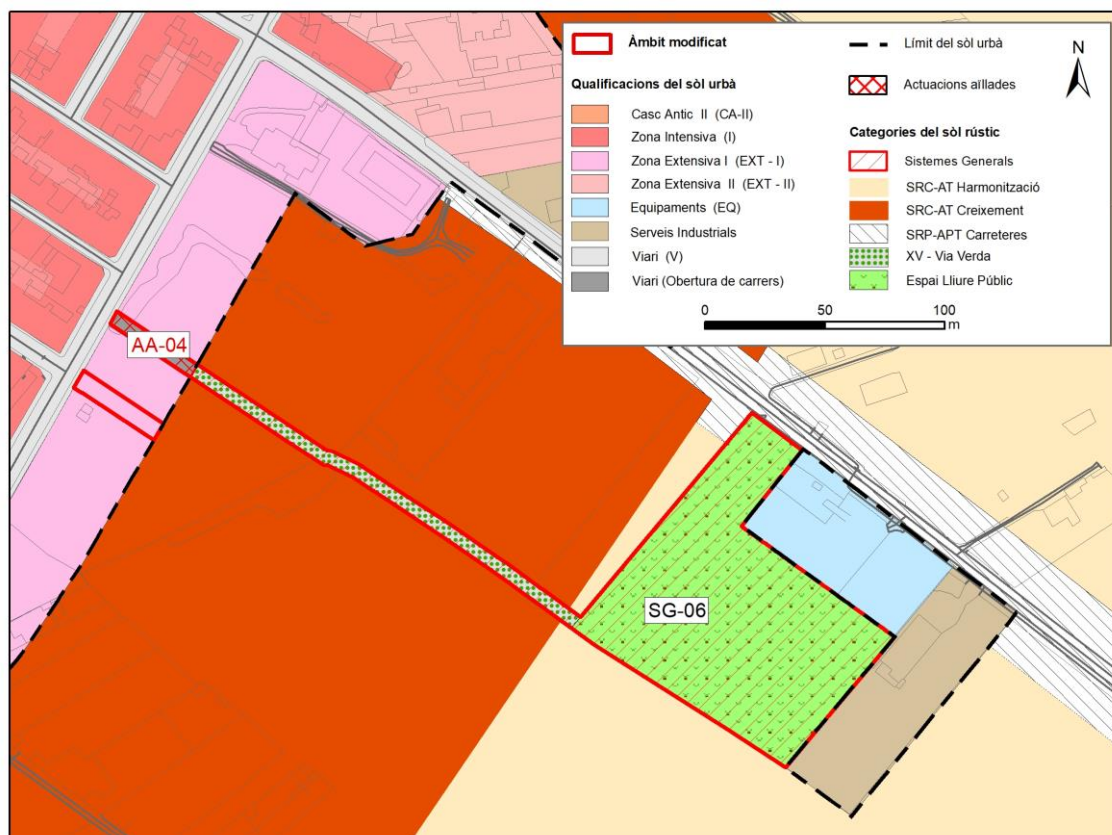 Àmbit modificat
Qualificacions del sòl urbà
Casc Antic II (CA-II)
Zona Intensiva (I)
Zona Extensiva I (EXT - I)
Zona Extensiva II (EXT - II)
Equipaments (EQ)
Serveis Industrials
Viari (V)
Viari (Obertura de carrers)
Límit del sòl urbà
Actuacions aïllades
Categories del sòl rústic
Sistemes Generals
SRC-AT Harmonització
SRC-AT Creixement
SRP-APT Carreteres
XV - Via Verda
Espai Lliure Públic
N
0 50 100
m
AA-04
SG-06